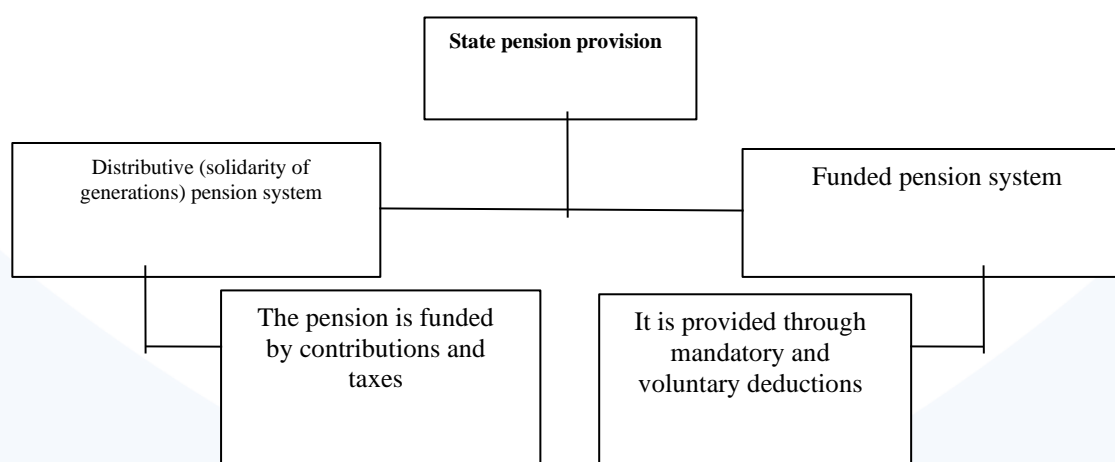 State pension provision
Distributive (solidarity of
generations) pension system
Funded pension system
The pension is funded
by contributions and
taxes
It is provided through
mandatory and
voluntary deductions